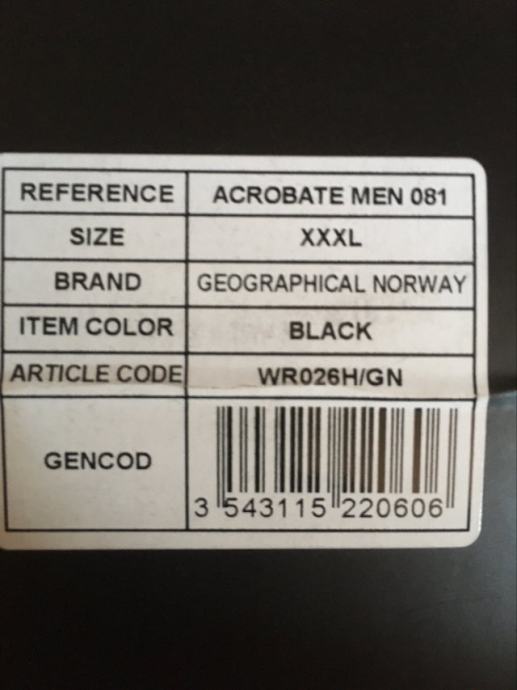 REFERENCE ACROBATE MEN 081
SIZE XXXL
BRAND GEOGRAPHICAL NORWAY
ITEM COLOR BLACK
ARTICLE CODE WR026H/GN
GENCOD
3 543115 220606